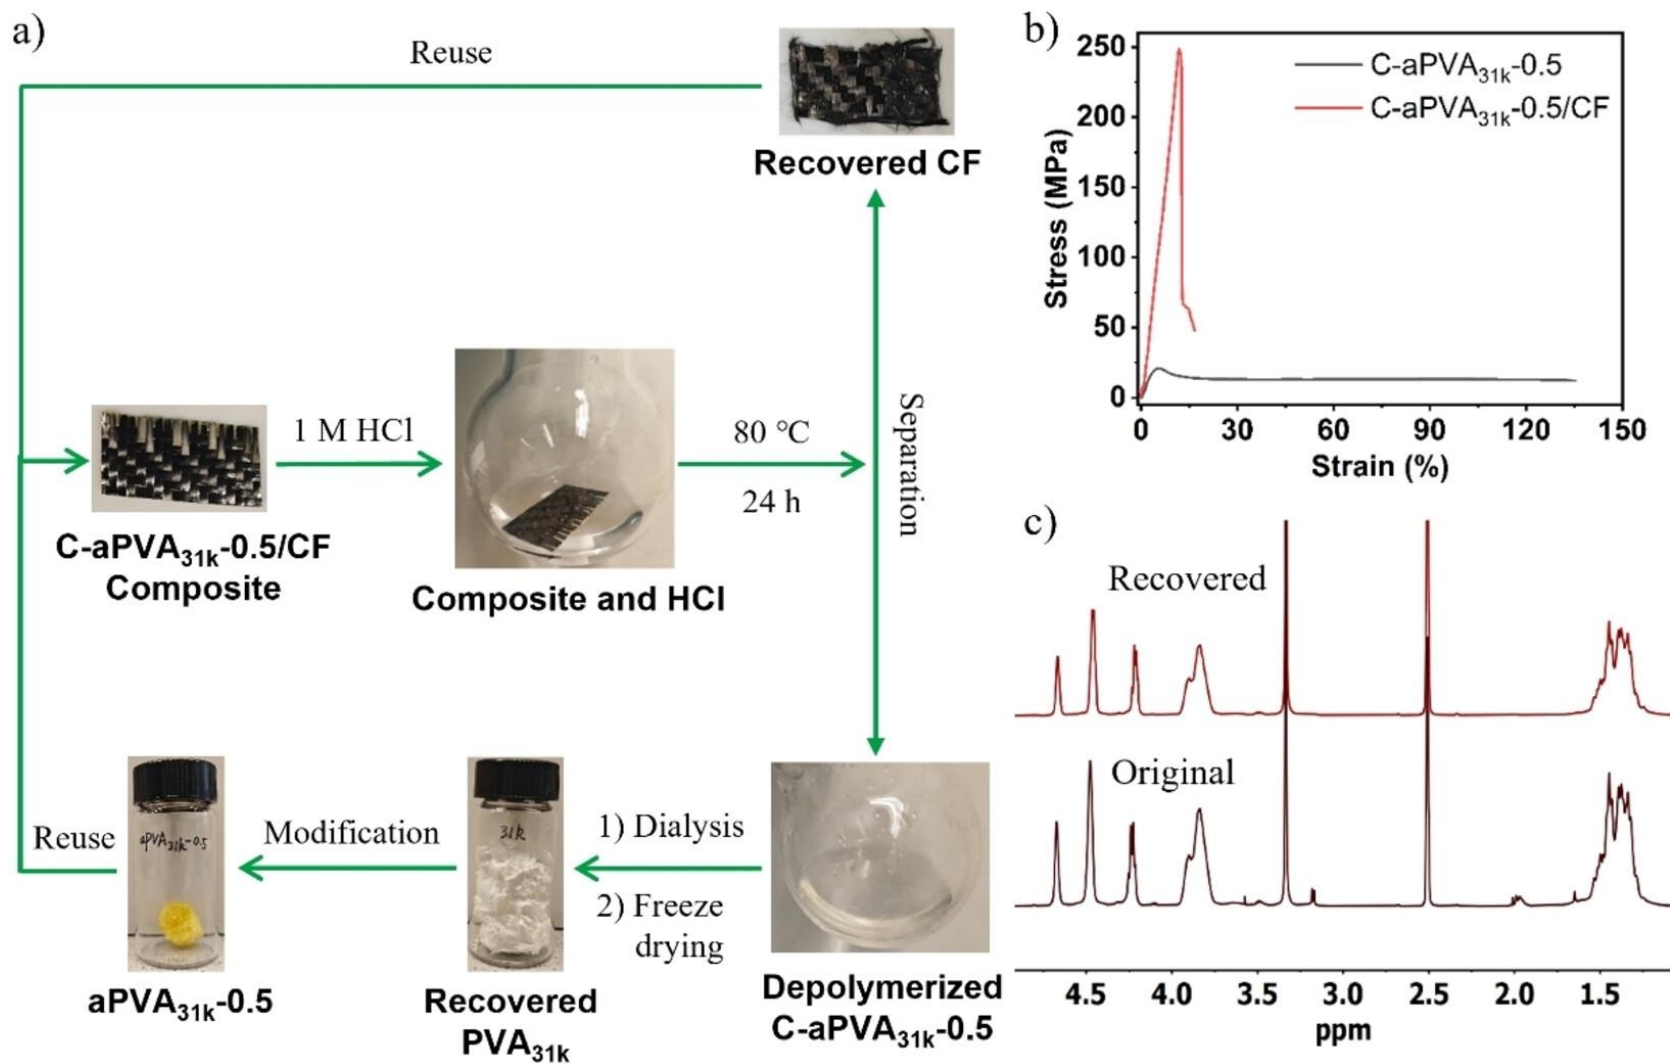 a)
Reuse
Recovered CF
1 M HCl
80 °C
24 h
Separation
C-aPVA31k-0.5/CF
Composite
Composite and HCl
Reuse
aPVA31k-0.5
Modification
31k
1) Dialysis
2) Freeze
drying
aPVA31k-0.5
Recovered
PVA31k
Depolymerized
C-aPVA31k-0.5
b)
250
200
150
100
50
0
Stress (MPa)
C-aPVA31k-0.5
C-aPVA31k-0.5/CF
0 30 60 90 120 150
Strain (%)
c)
Recovered
Original
4.5 4.0 3.5 3.0 2.5 2.0 1.5
ppm